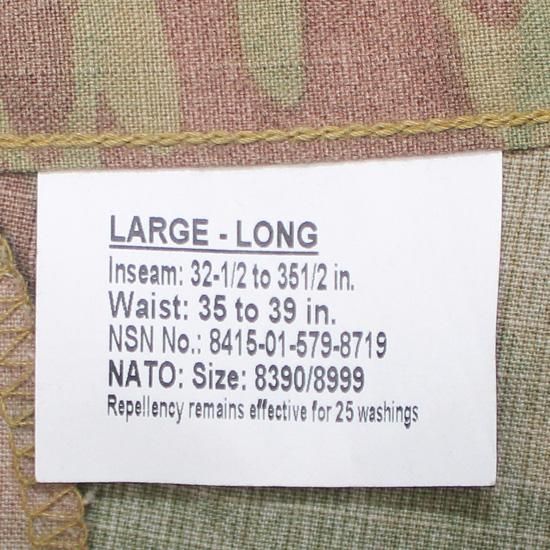 LARGE - LONG
Inseam: 32-1/2 to 351/2 in.
Waist: 35 to 39 in.
NSN No.: 8415-01-579-8719
NATO: Size: 8390/8999
Repellency remains effective for 25 washings